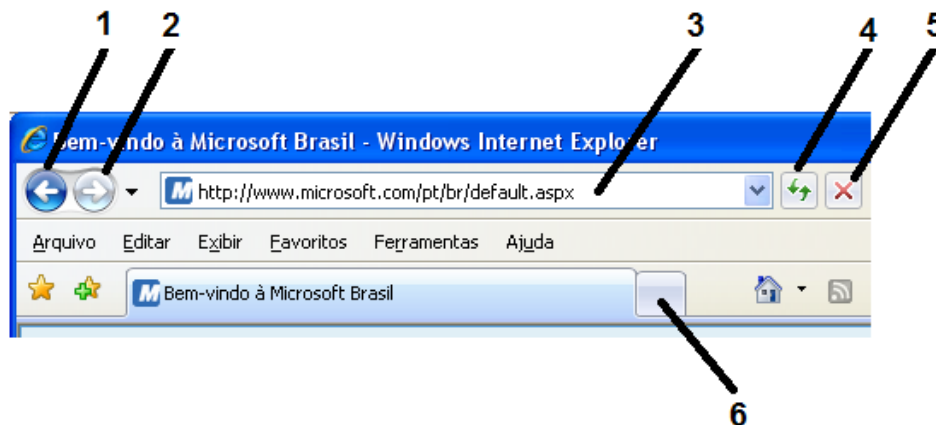 1 2 3 4 5
Bem-vindo à Microsoft Brasil - Windows Internet Explorer
M http://www.microsoft.com/pt/br/default.aspx
Arquivo Editar Exibir Favoritos Ferramentas Ajuda
M Bem-vindo à Microsoft Brasil
6